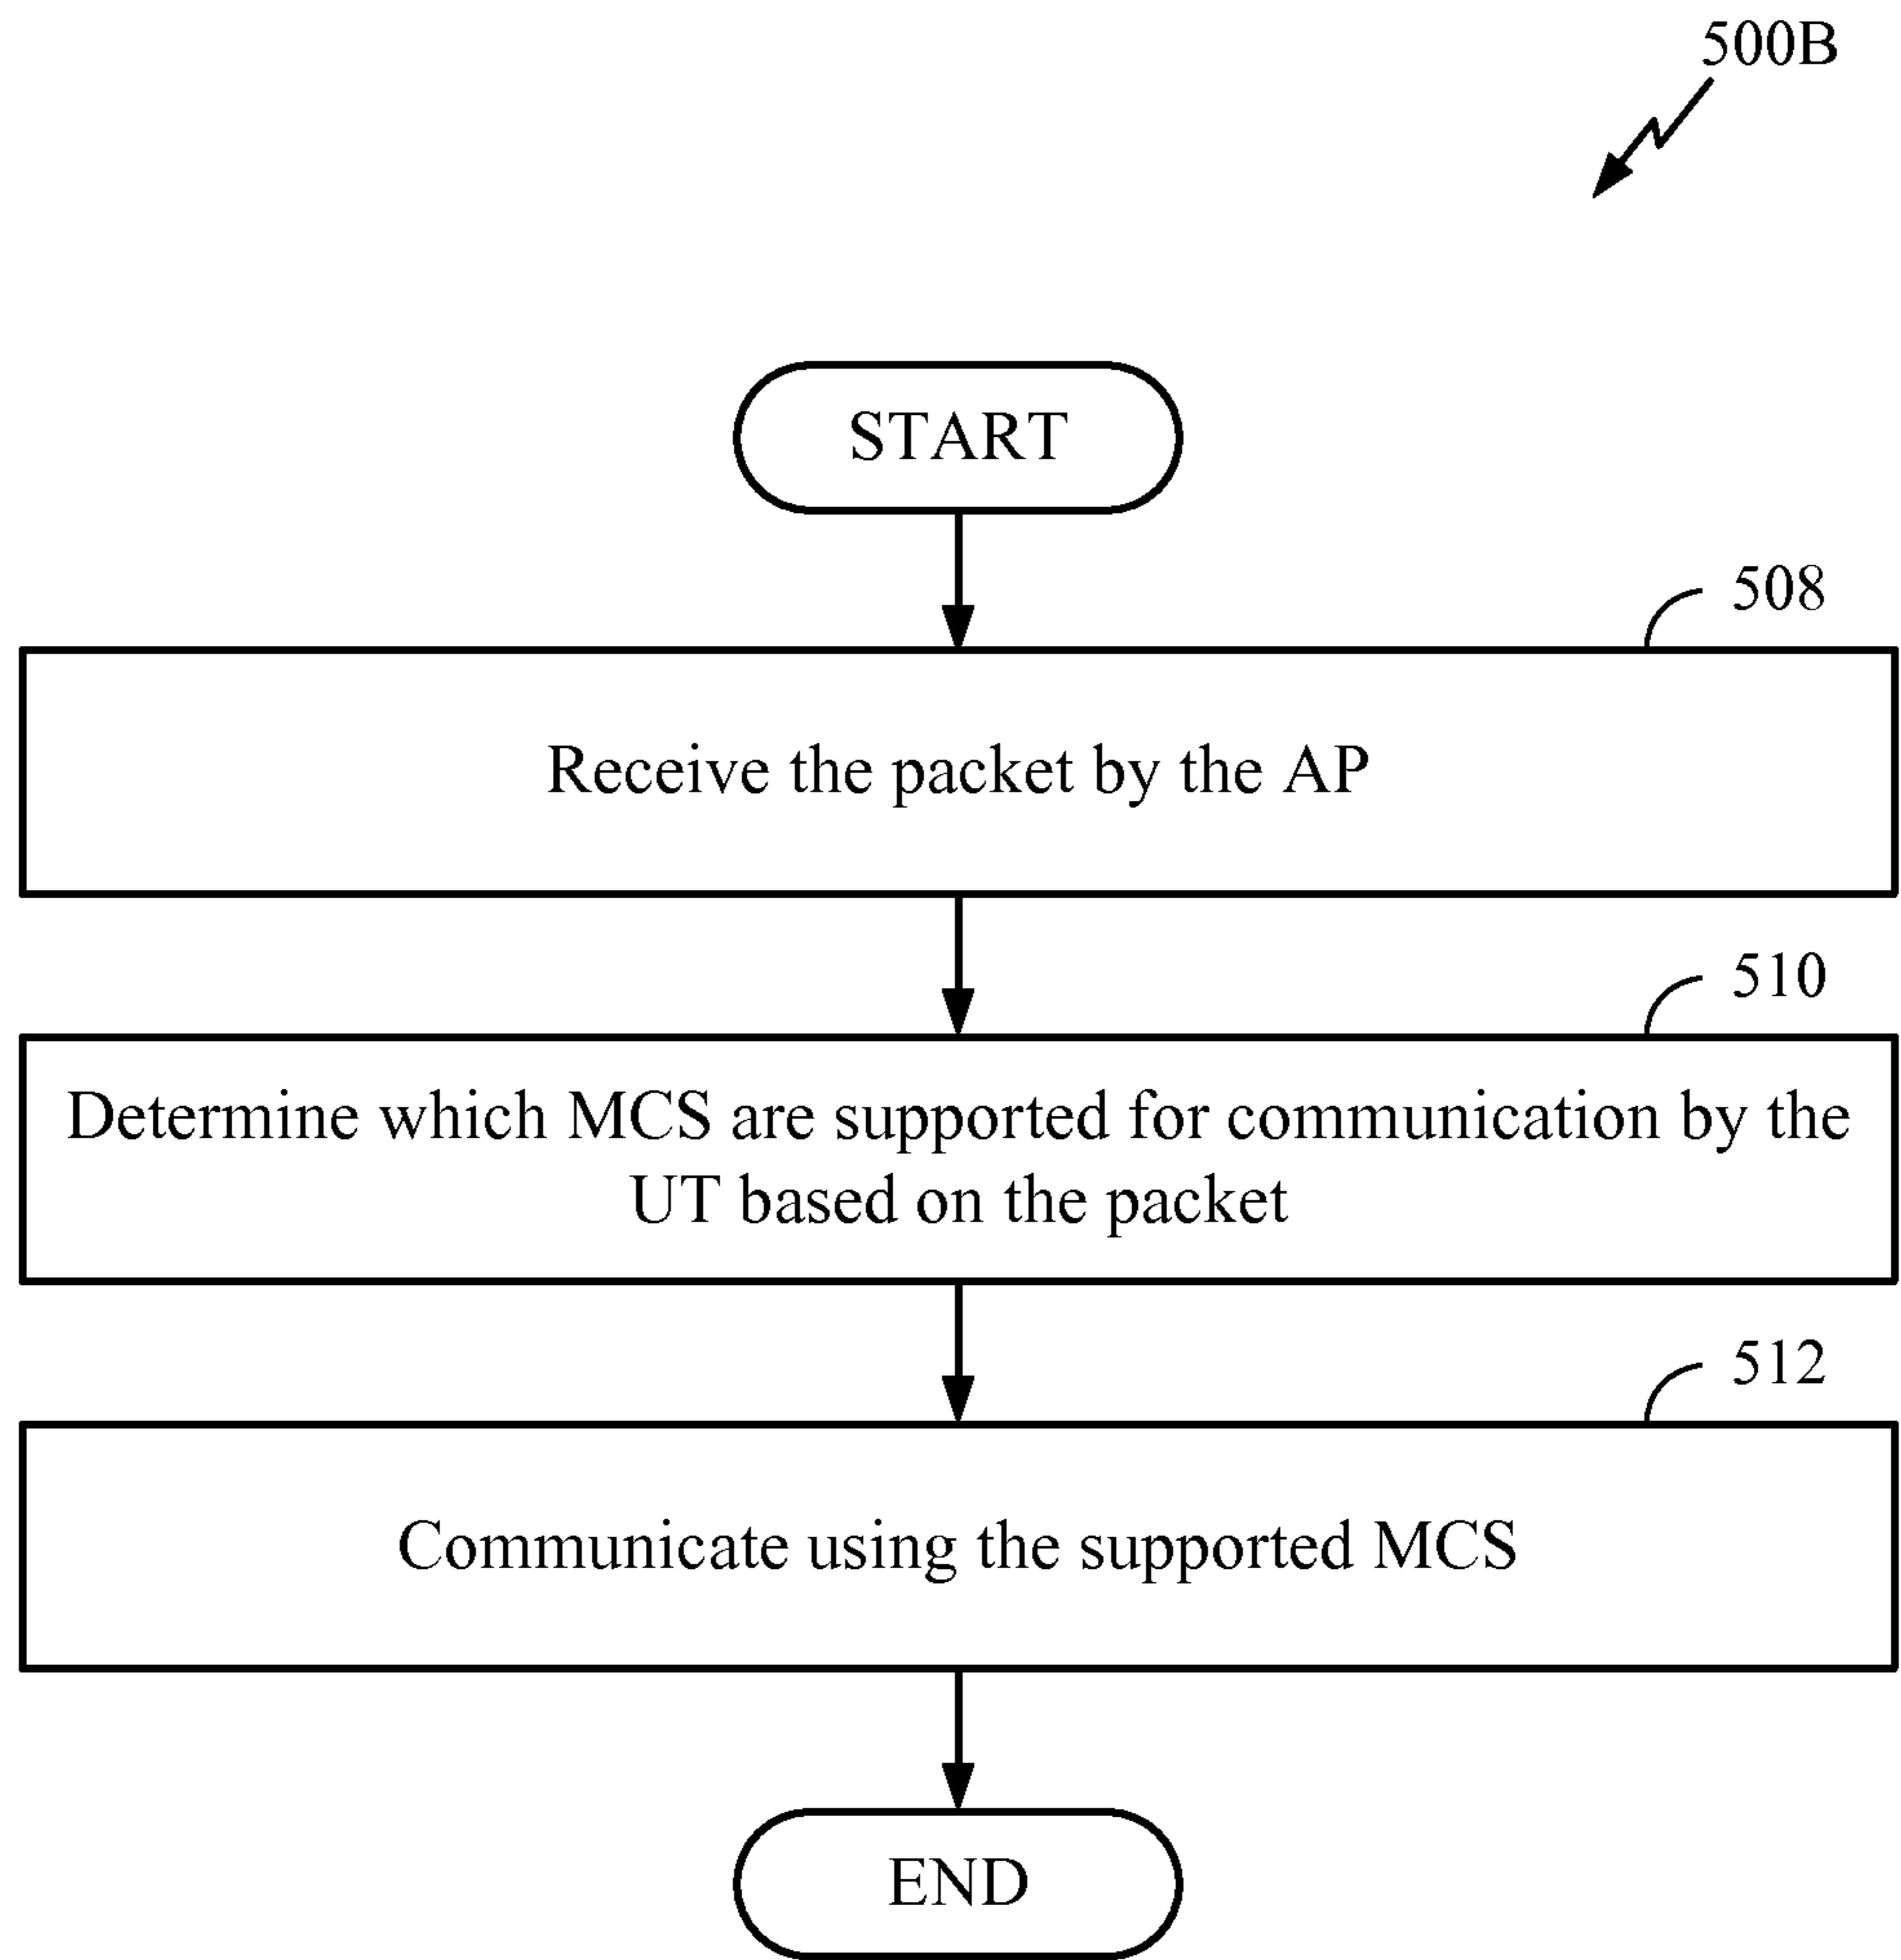 500B
START
508
Receive the packet by the AP
510
Determine which MCS are supported for communication by the
UT based on the packet
512
Communicate using the supported MCS
END